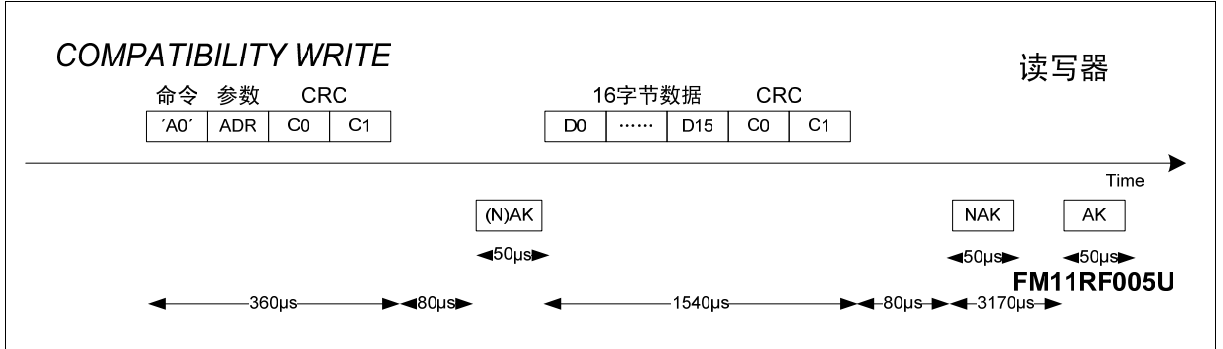 COMPATIBILITY WRITE
读写器
命令 参数 CRC 16字节数据 CRC
´A0´ ADR C0 C1 D0 …… D15 C0 C1
Time
(N)AK NAK AK
50μs 50μs 50μs
FM11RF005U
360μs 80μs 1540μs 80μs 3170μs